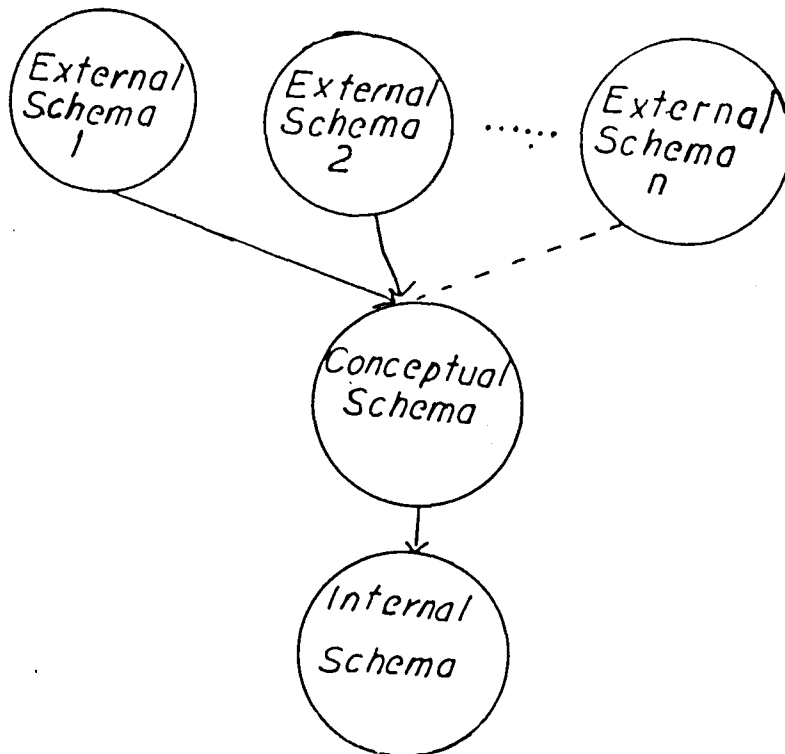 External
Schema
1
External
Schema
2
......
External
Schema
n
Conceptual
Schema
Internal
Schema